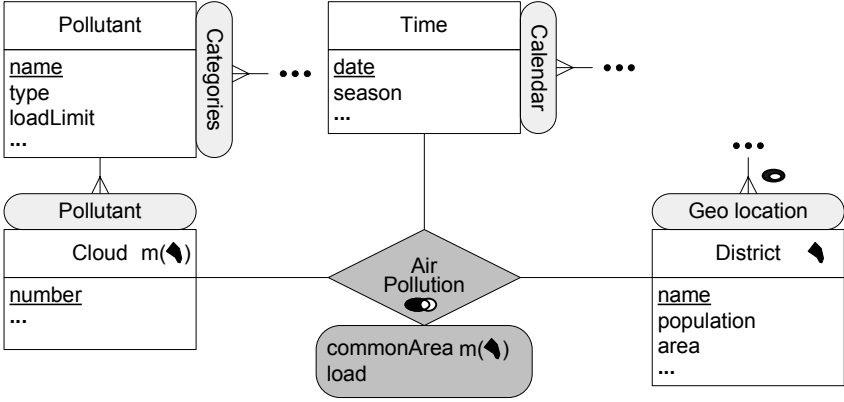 Pollutant
name
type
loadLimit
...
Categories
...
Time
date
season
...
Calendar
...
Pollutant
Cloud m( )
number
...
Air
Pollution
commonArea m( )
load
...
Geo location
District
name
population
area
...